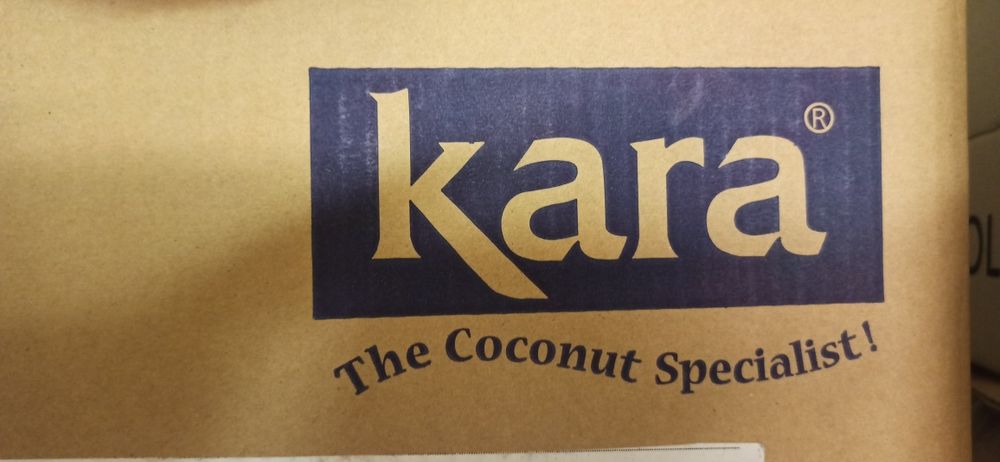 kara®
The Coconut Specialist!